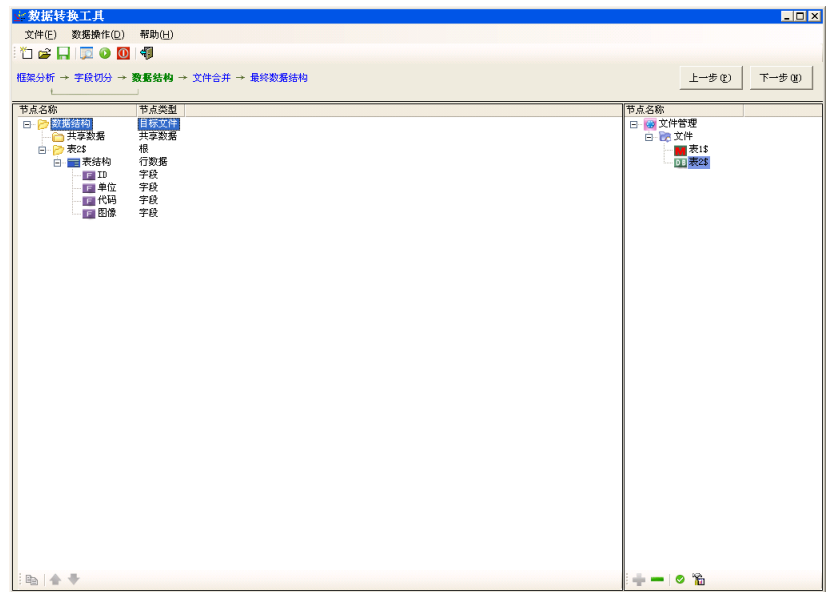 数据转换工具
文件(F) 数据操作(D) 帮助(H)
框架分析 → 字段切分 → 数据结构 → 文件合并 → 最终数据结构
上一步(P) 下一步(N)
节点名称 节点类型
数据结构 目标文件
共享数据 共享数据
表2$ 根
表结构 行数据
F ID 字段
F 单位 字段
F 代码 字段
F 图像 字段
节点名称
文件管理
文件
M 表1$
DB 表2$